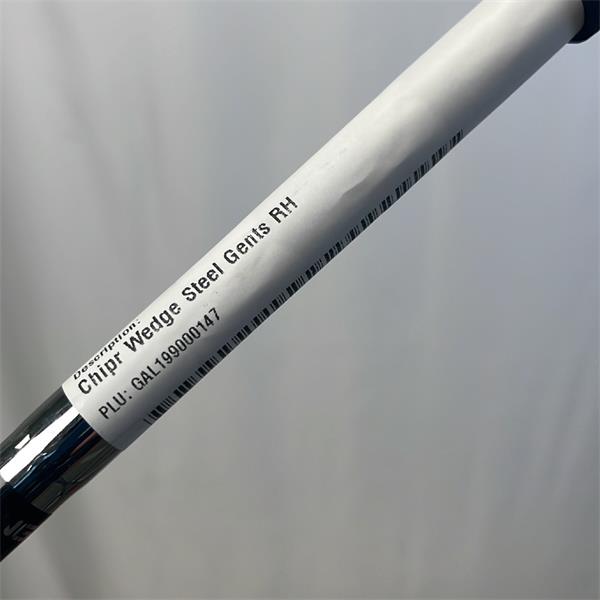 Description:
Chipr Wedge Steel Gents RH
PLU: GAL199000147